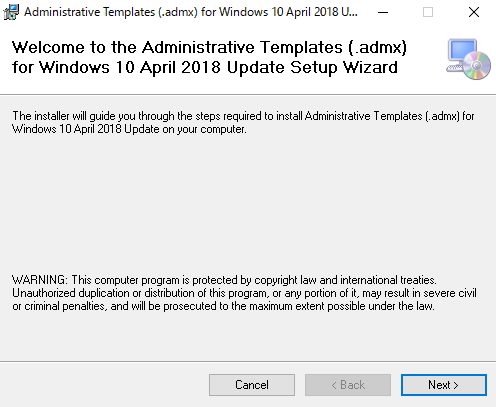 Administrative Templates (.admx) for Windows 10 April 2018 U...
Welcome to the Administrative Templates (.admx)
for Windows 10 April 2018 Update Setup Wizard
The installer will guide you through the steps required to install Administrative Templates (.admx) for
Windows 10 April 2018 Update on your computer.
WARNING: This computer program is protected by copyright law and international treaties.
Unauthorized duplication or distribution of this program, or any portion of it, may result in severe civil
or criminal penalties, and will be prosecuted to the maximum extent possible under the law.
Cancel < Back Next >